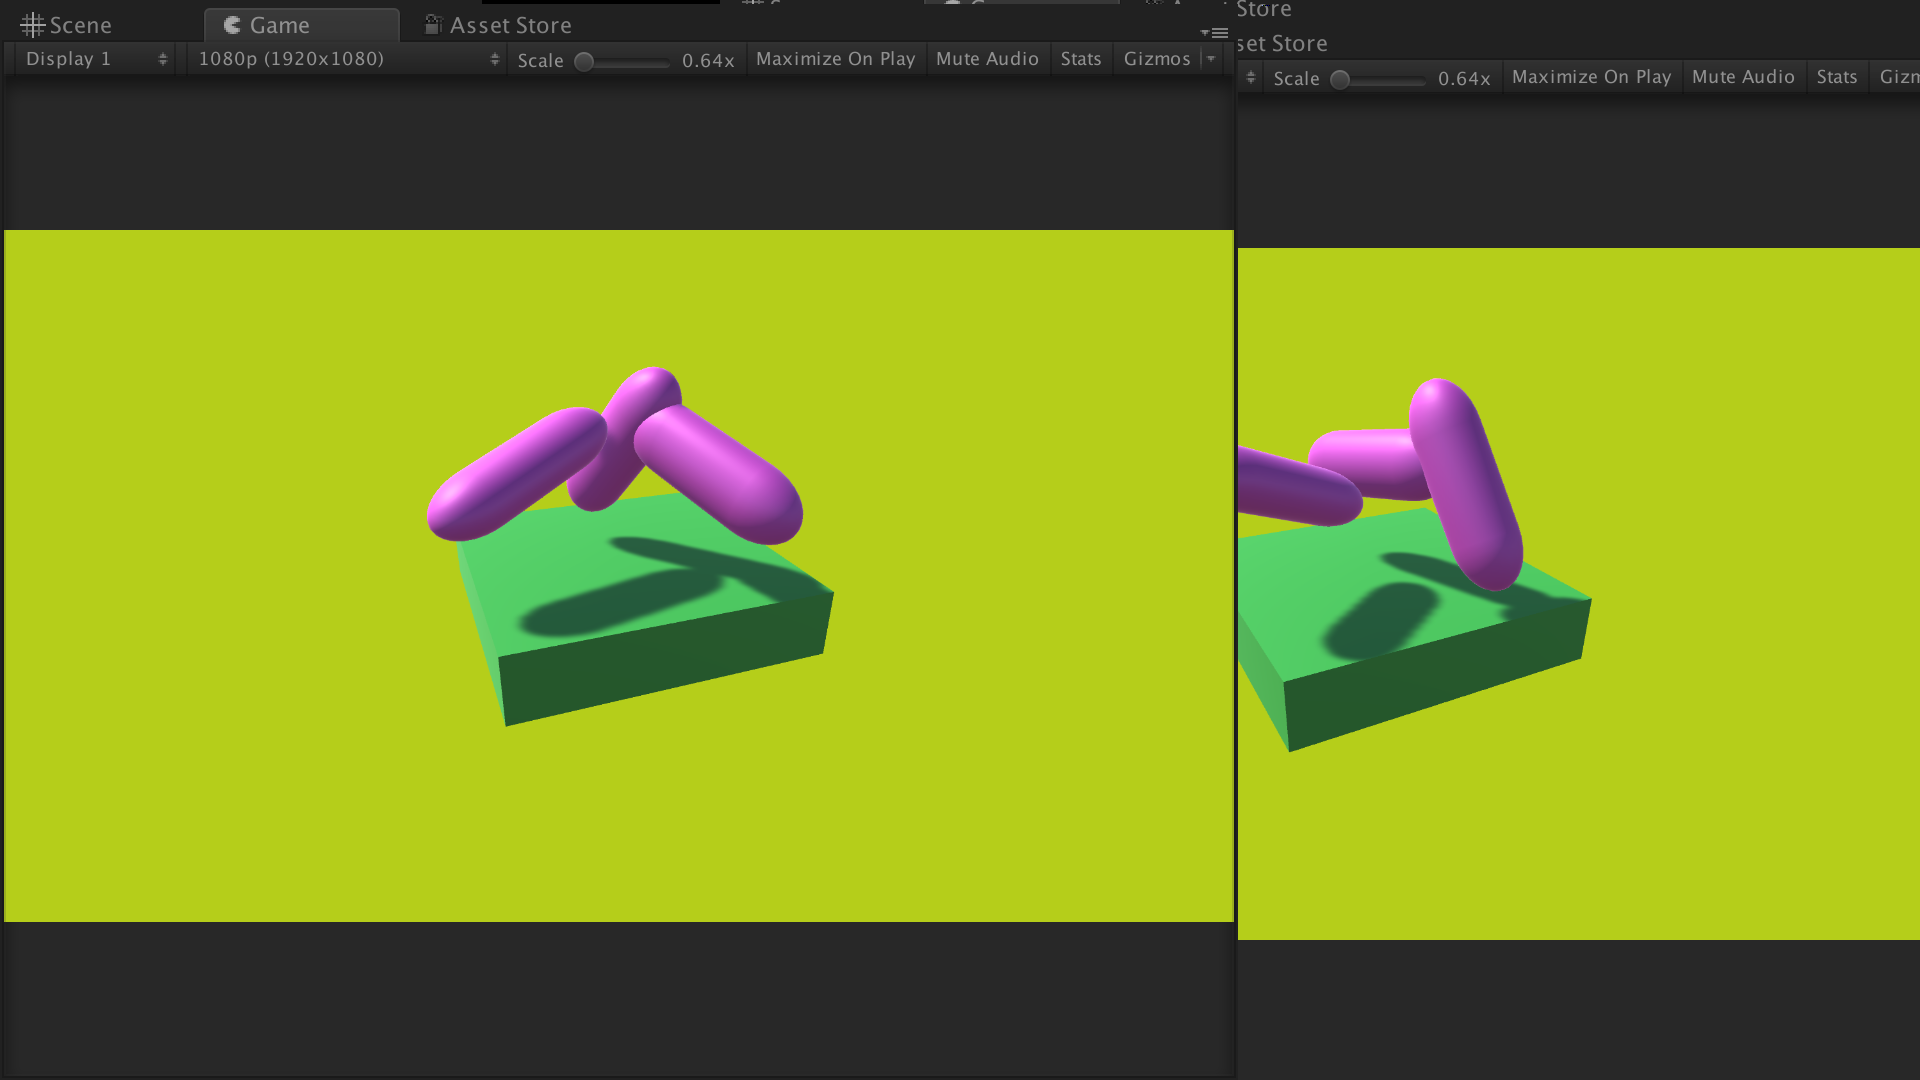 Store
Scene
Game
Asset Store
set Store
Display 1
1080p (1920x1080)
Scale
0.64x
Maximize On Play
Mute Audio
Stats
Gizmos
Scale
0.64x
Maximize On Play
Mute Audio
Stats
Gizm